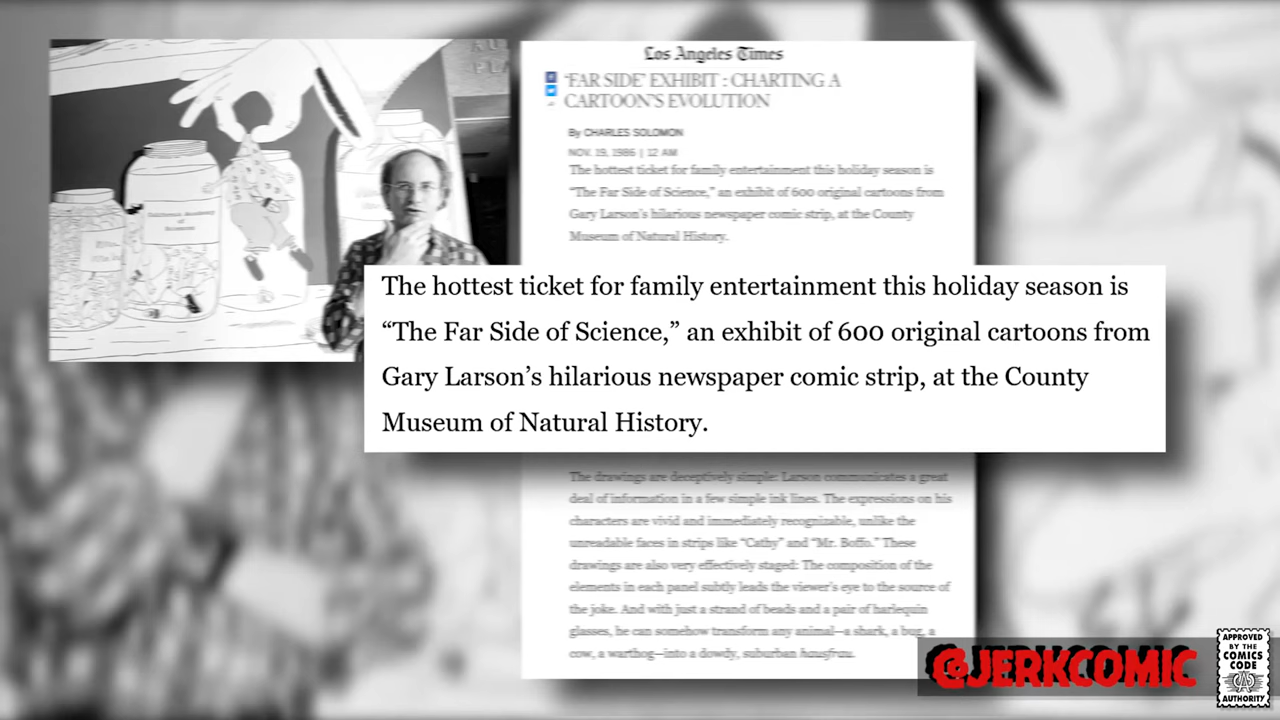 Los Angeles Times
‘FAR SIDE’ EXHIBIT : CHARTING A
CARTOON’S EVOLUTION
By CHARLES SOLOMON
NOV. 19, 1986 | 12 AM
The hottest ticket for family entertainment this holiday season is
“The Far Side of Science,” an exhibit of 600 original cartoons from
Gary Larson’s hilarious newspaper comic strip, at the County
Museum of Natural History.
The hottest ticket for family entertainment this holiday season is
“The Far Side of Science,” an exhibit of 600 original cartoons from
Gary Larson’s hilarious newspaper comic strip, at the County
Museum of Natural History.
The drawings are deceptively simple: Larson communicates a great
deal of information in a few simple ink lines. The expressions on his
characters are vivid and immediately recognizable, unlike the
unreadable faces in strips like “Cathy” and “Mr. Boffo.” These
drawings are also very effectively staged: The composition of the
elements in each panel subtly leads the viewer’s eye to the source of
the joke. And with just a strand of beads and a pair of harlequin
glasses, he can somehow transform any animal—a shark, a bug, a
cow, a warthog—into a dowdy, suburban hausfrau.
@JERKCOMIC
APPROVED
BY THE
COMICS
CODE
AUTHORITY